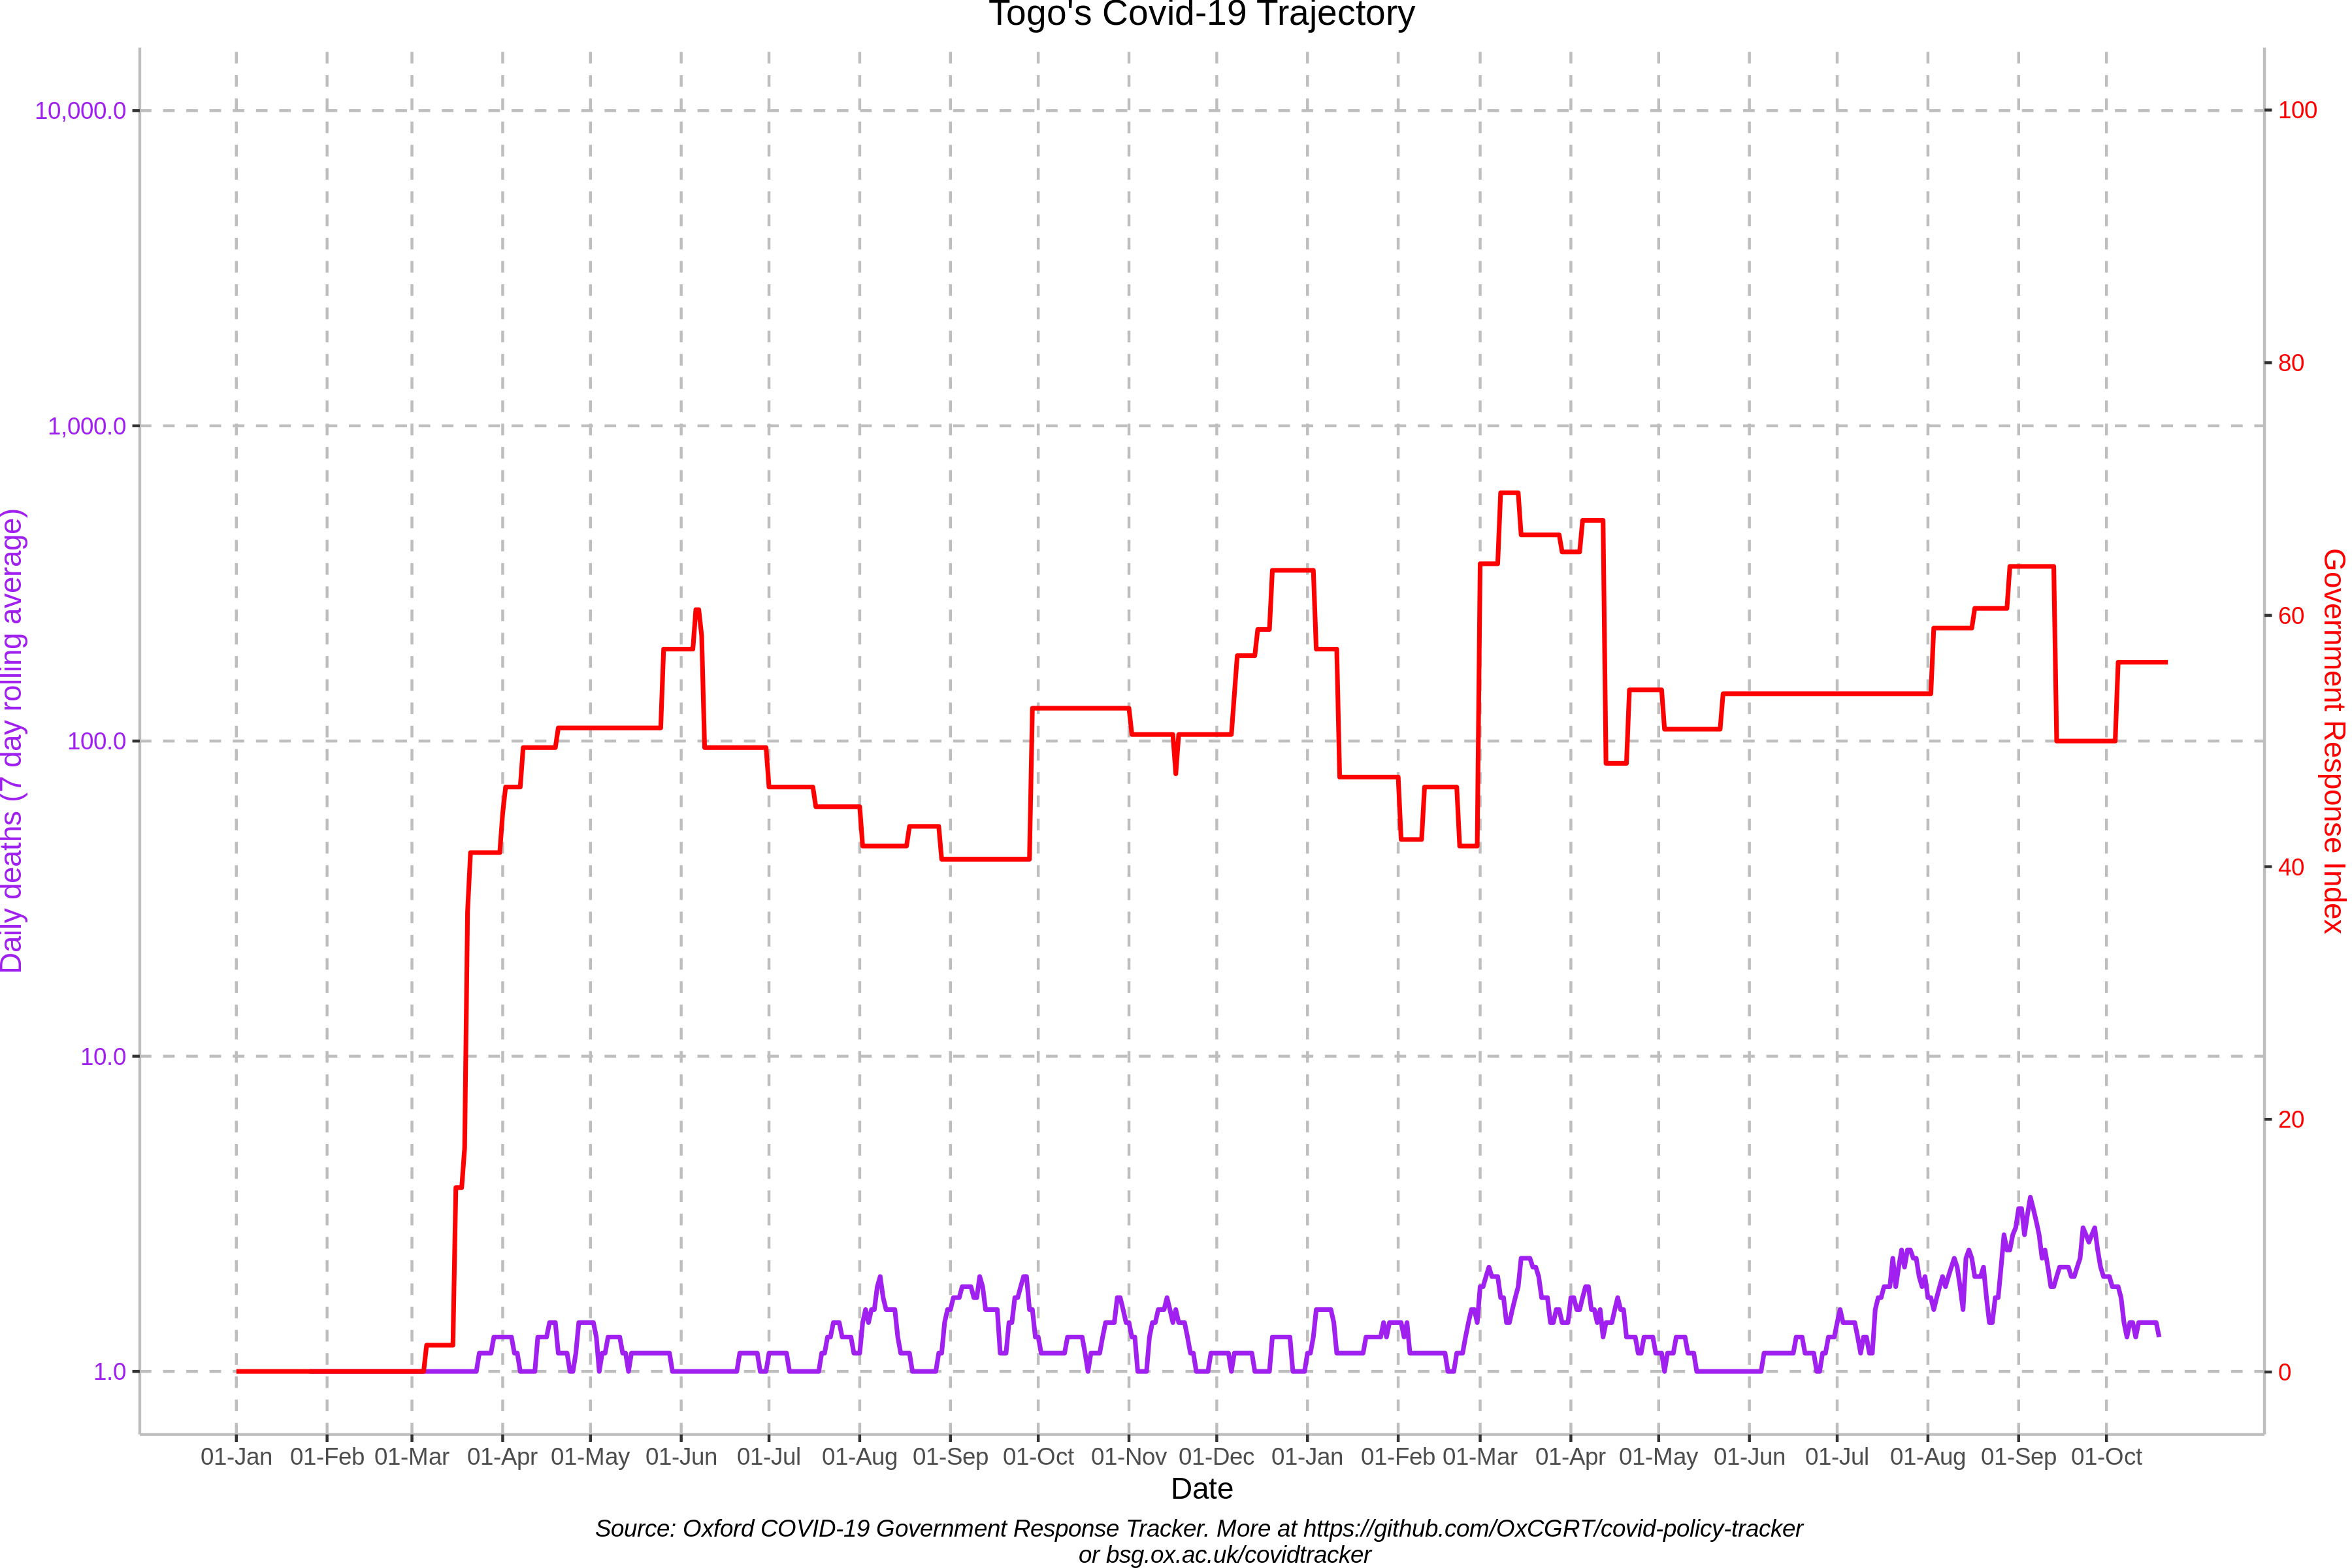 Togo's Covid-19 Trajectory
10,000.0
1,000.0
100.0
10.0
1.0
Daily deaths (7 day rolling average)
100
80
60
40
20
0
Government Response Index
01-Jan 01-Feb 01-Mar 01-Apr 01-May 01-Jun 01-Jul 01-Aug 01-Sep 01-Oct 01-Nov 01-Dec 01-Jan 01-Feb 01-Mar 01-Apr 01-May 01-Jun 01-Jul 01-Aug 01-Sep 01-Oct
Date
Source: Oxford COVID-19 Government Response Tracker. More at https://github.com/OxCGRT/covid-policy-tracker
or bsg.ox.ac.uk/covidtracker